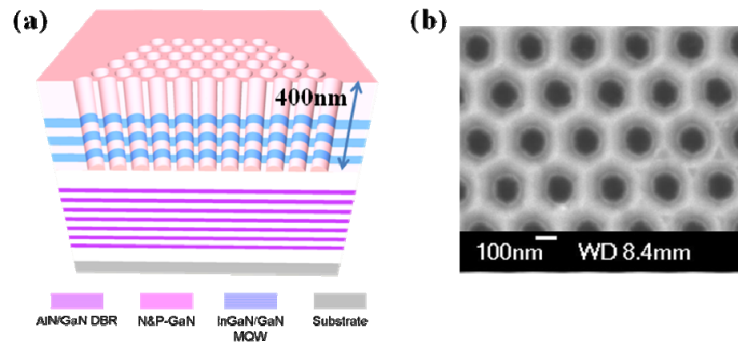 (a)
400nm
AlN/GaN DBR
N&P-GaN
InGaN/GaN
MQW
Substrate
(b)
100nm WD 8.4mm